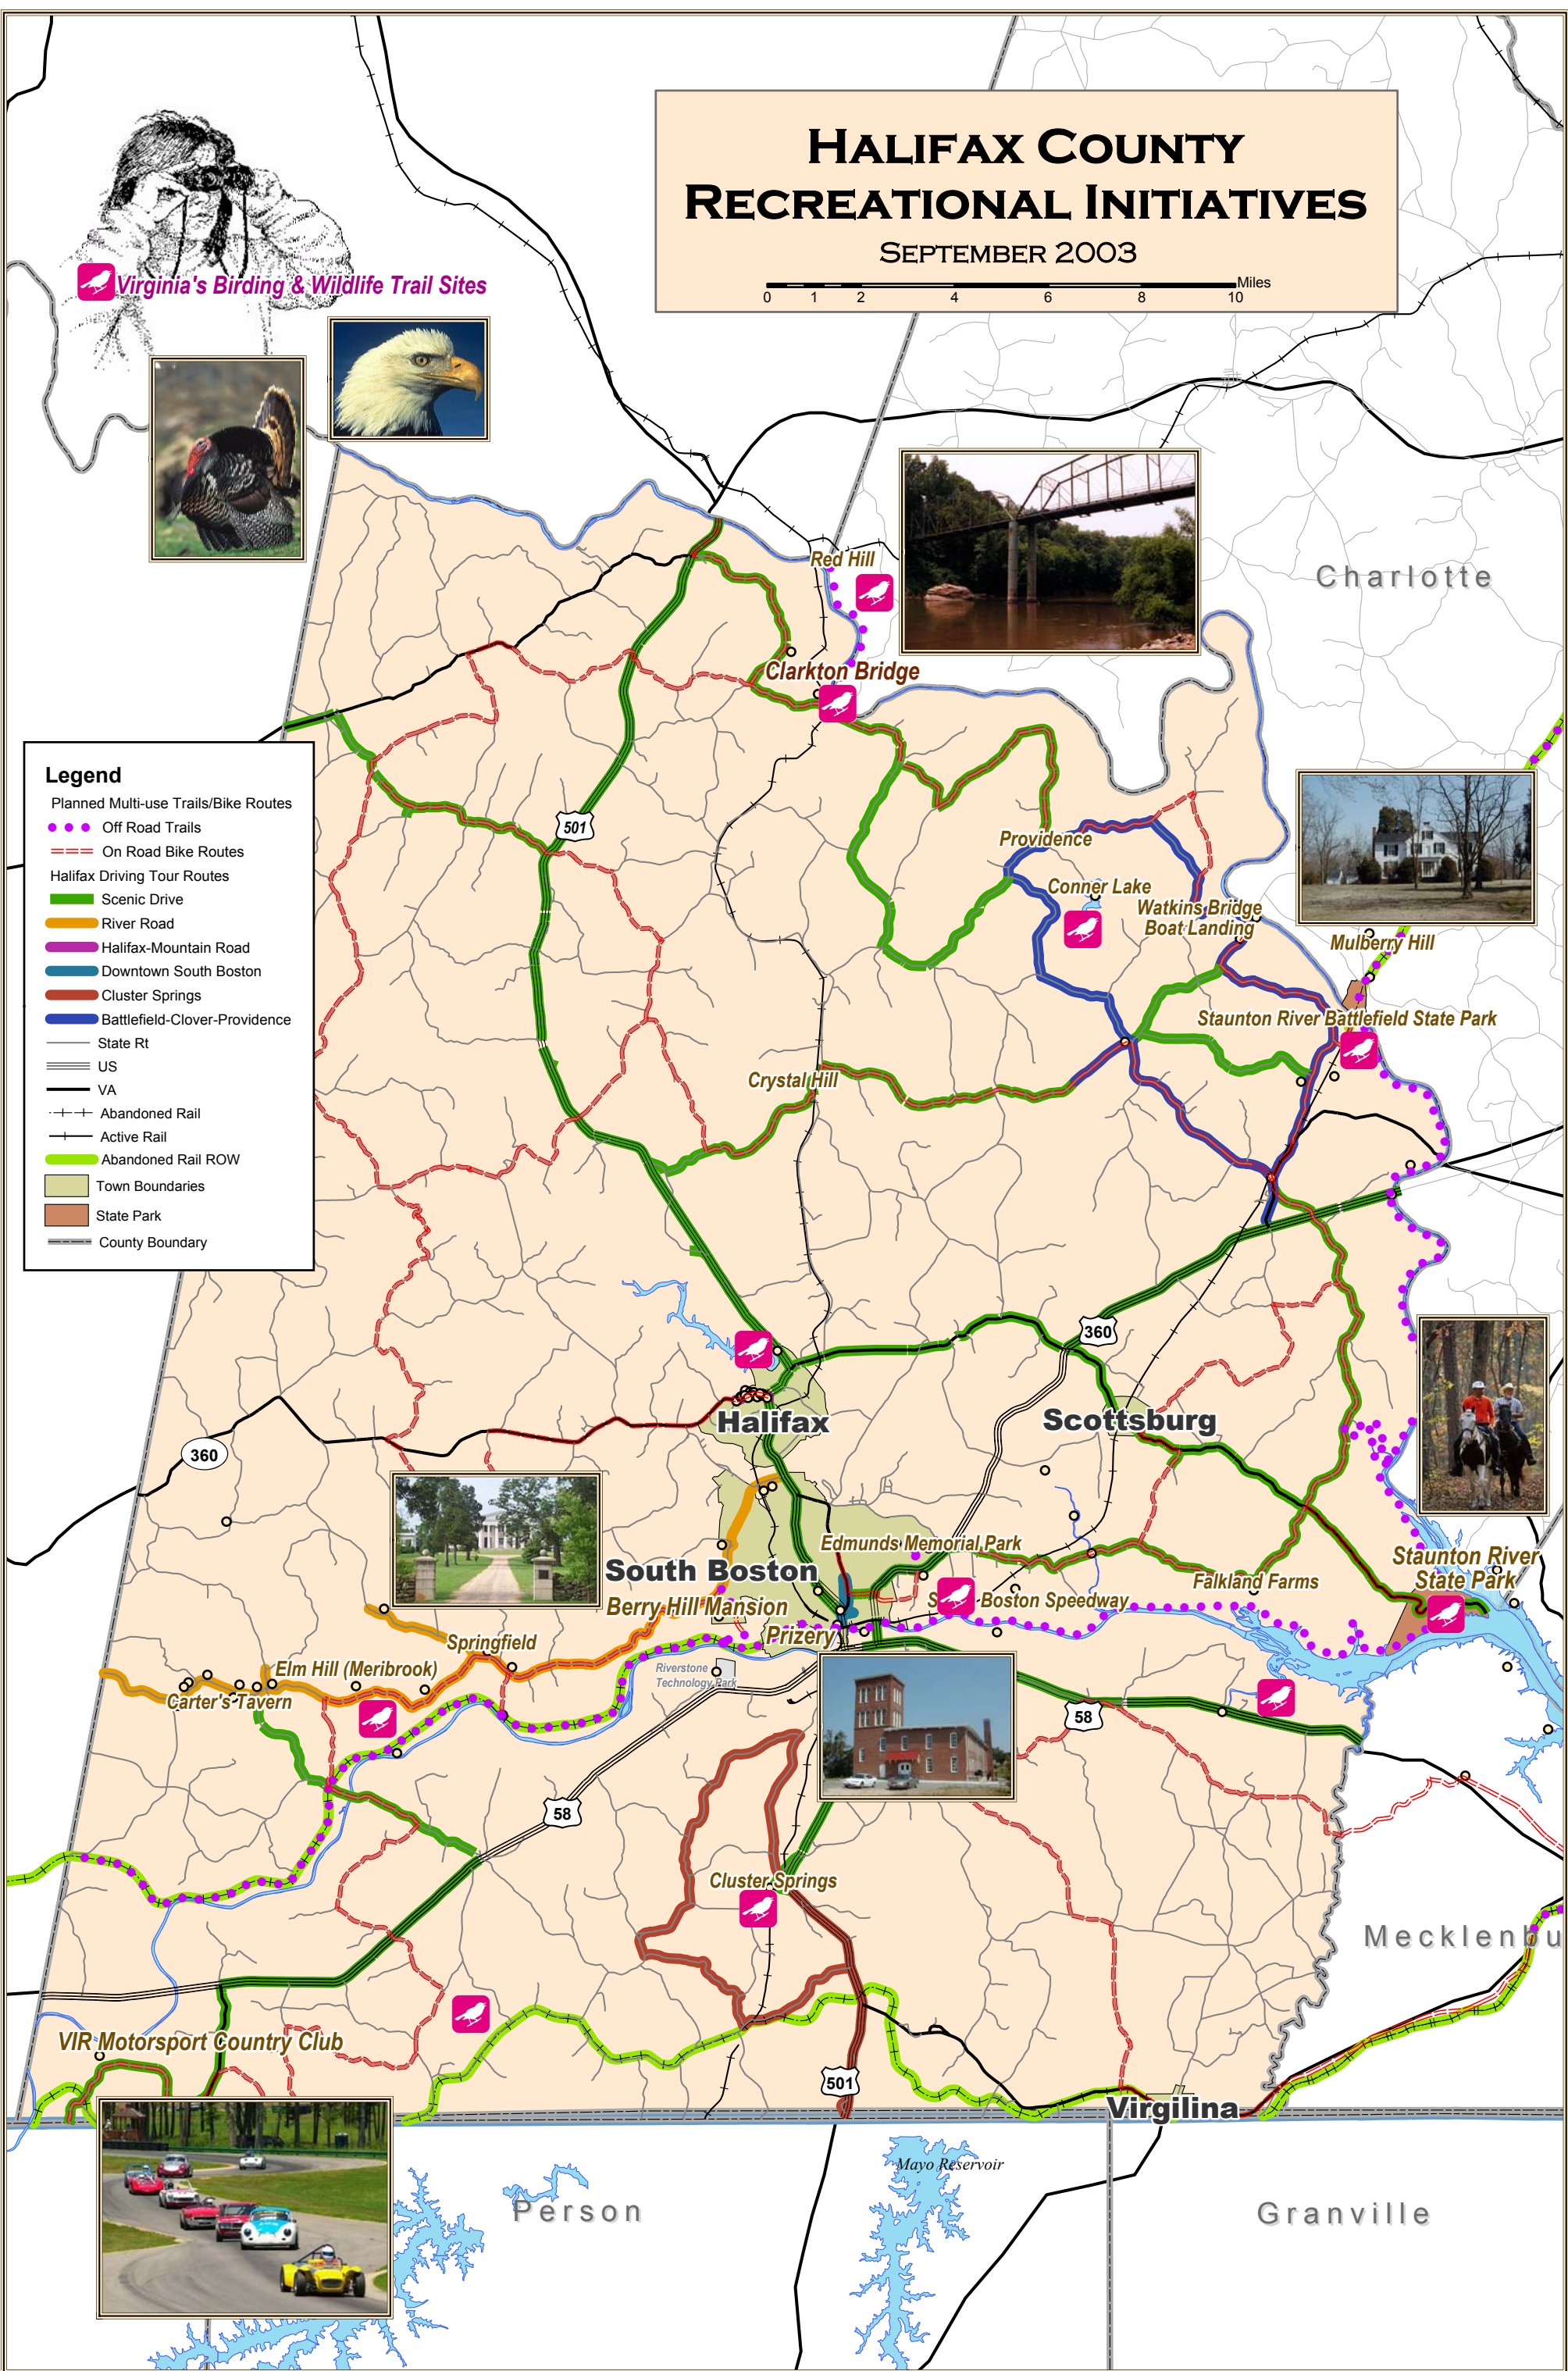 HALIFAX COUNTY
RECREATIONAL INITIATIVES
SEPTEMBER 2003
Miles
0 1 2 4 6 8 10
Virginia's Birding & Wildlife Trail Sites
Charlotte
Red Hill
Clarkton Bridge
Legend
Planned Multi-use Trails/Bike Routes
Off Road Trails
On Road Bike Routes
Halifax Driving Tour Routes
Scenic Drive
River Road
Halifax-Mountain Road
Downtown South Boston
Cluster Springs
Battlefield-Clover-Providence
State Rt
US
VA
Abandoned Rail
Active Rail
Abandoned Rail ROW
Town Boundaries
State Park
County Boundary
501
Providence
Conner Lake
Watkins Bridge
Boat Landing
Mulberry Hill
Staunton River Battlefield State Park
Crystal Hill
360
Halifax
Scottsburg
360
Edmunds Memorial Park
South Boston
Staunton River
State Park
Falkland Farms
S Boston Speedway
Berry Hill Mansion
Prizery
Springfield
Elm Hill (Meribrook)
Riverstone
Technology Park
Carter's Tavern
58
58
Cluster Springs
Mecklenbu
VIR Motorsport Country Club
501
Virgilina
Mayo Reservoir
Person
Granville